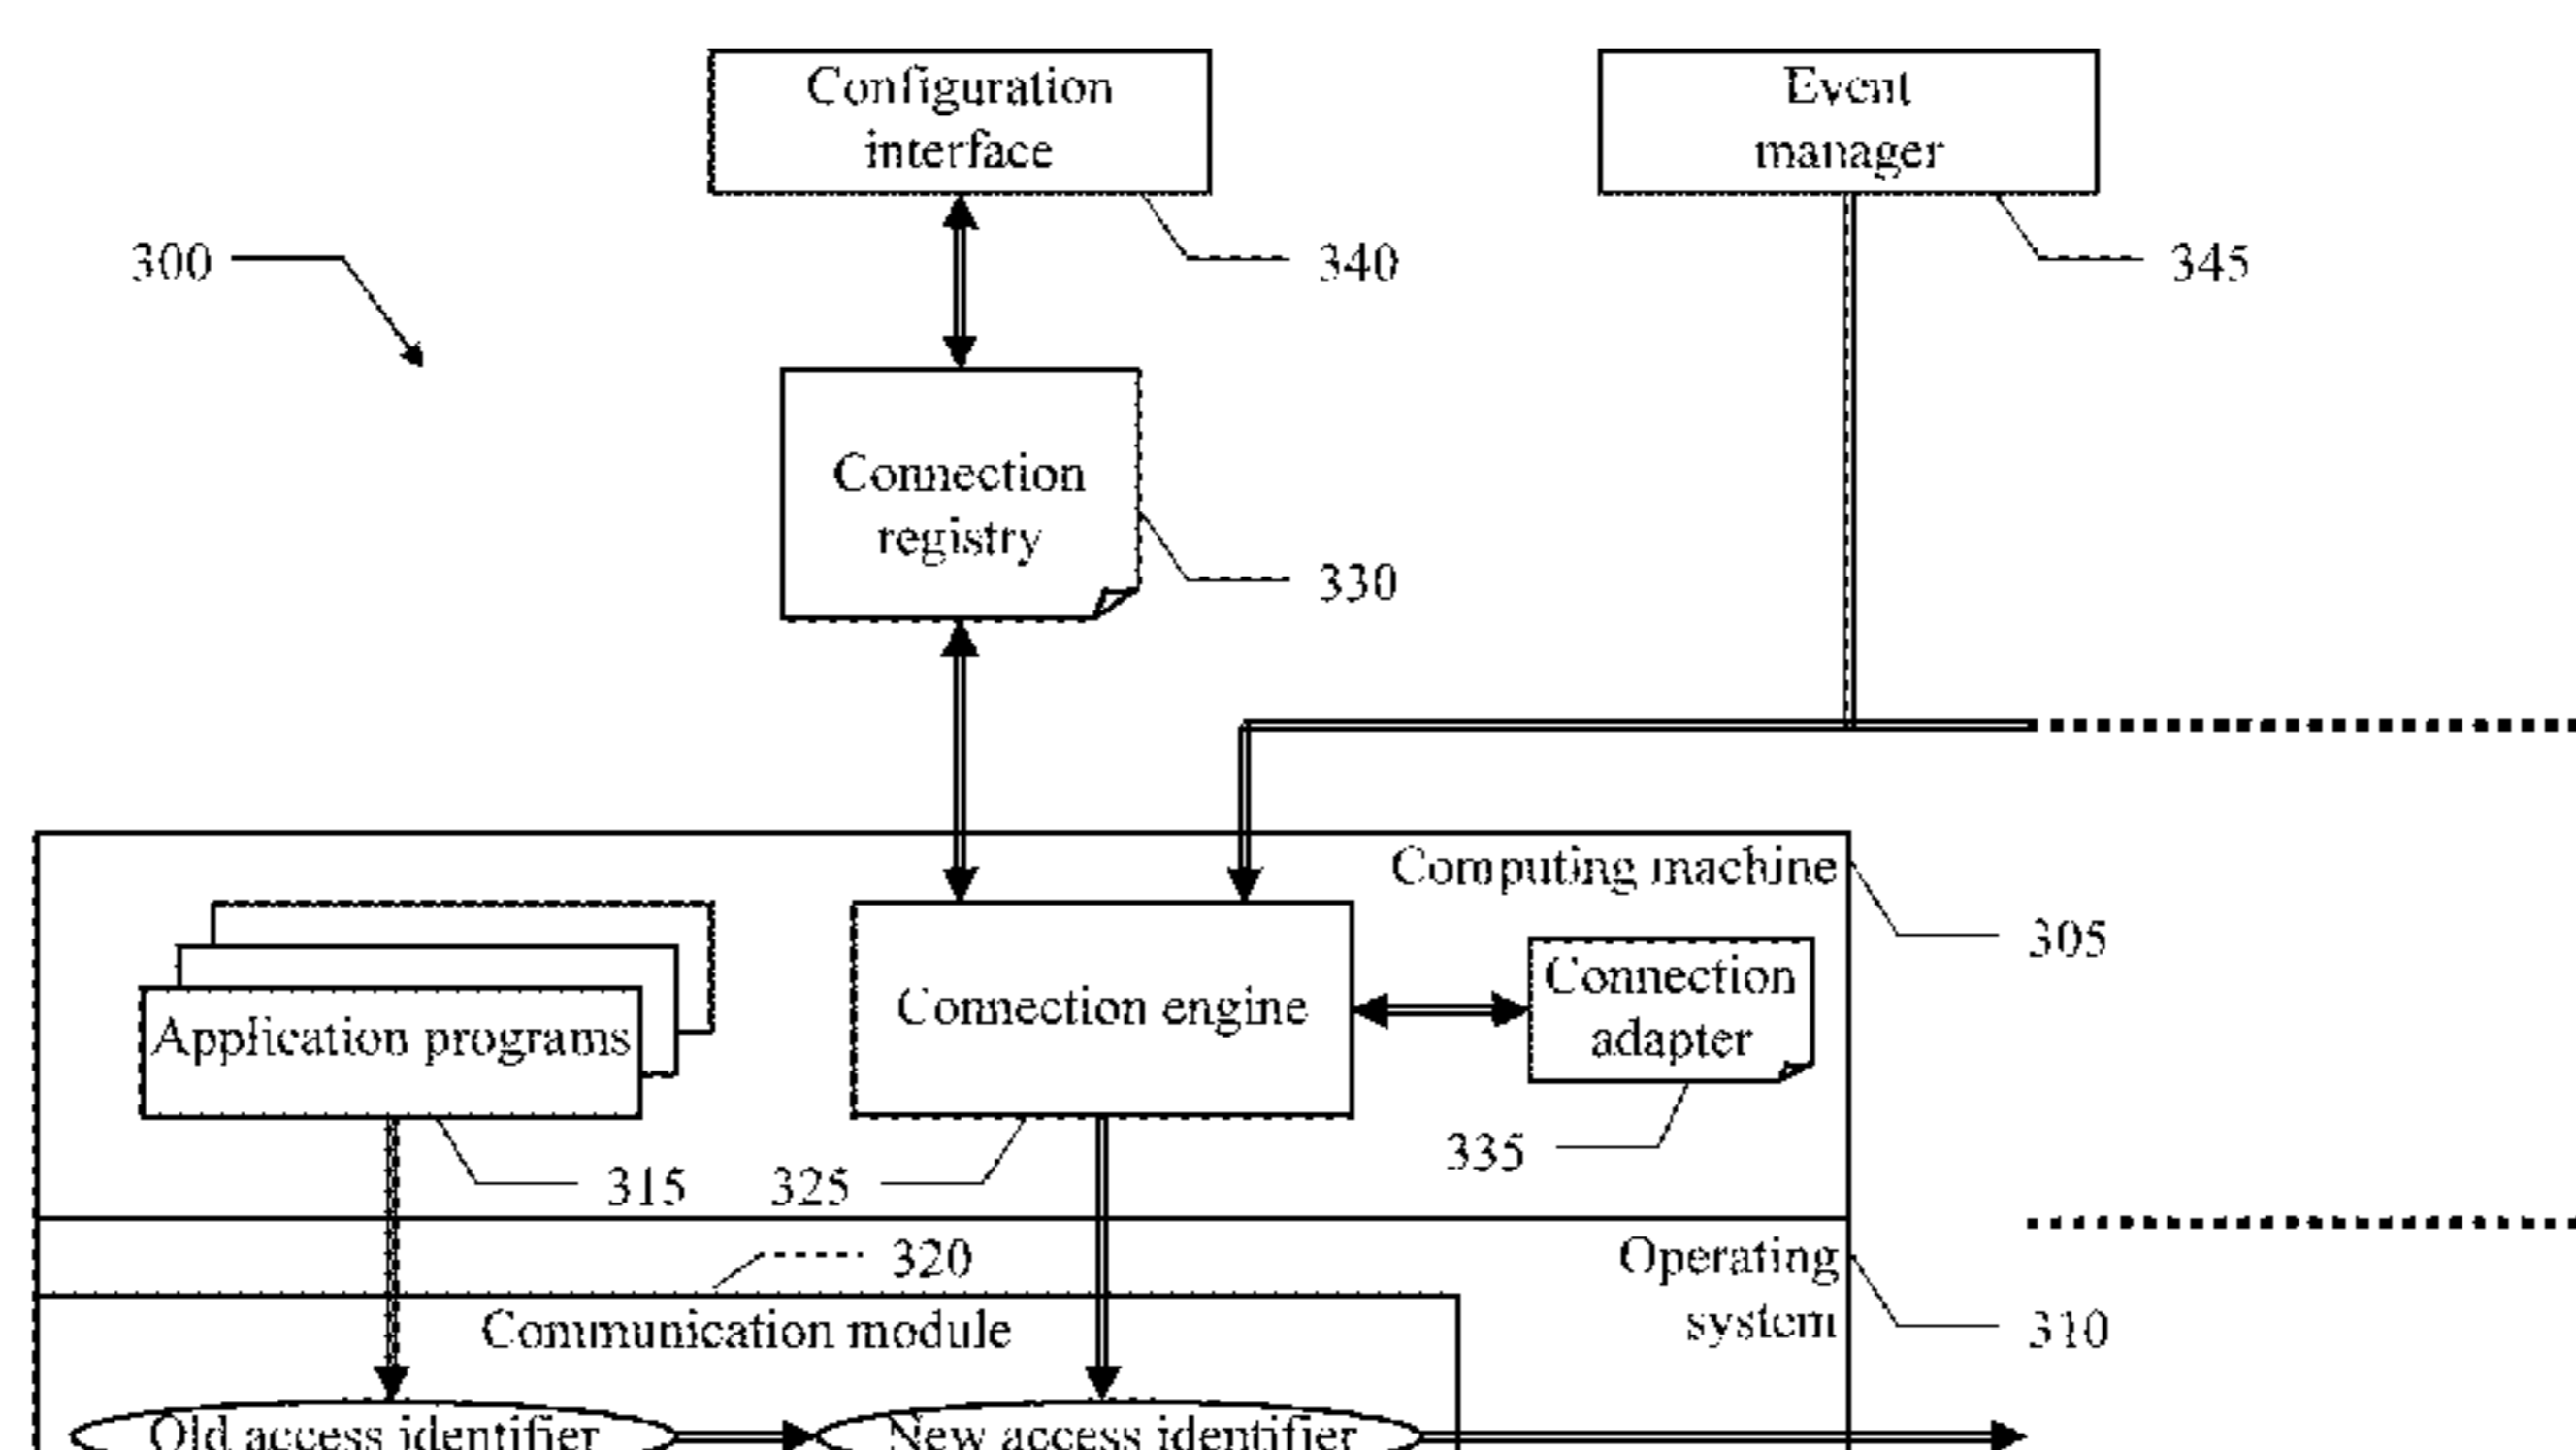 Configuration
interface
Event
manager
300
340
345
Connection
registry
330
Computing machine
305
Connection
adapter
Connection engine
Application programs
335
315
325
320
Operating
system
310
Communication module
Old access identifier
New access identifier